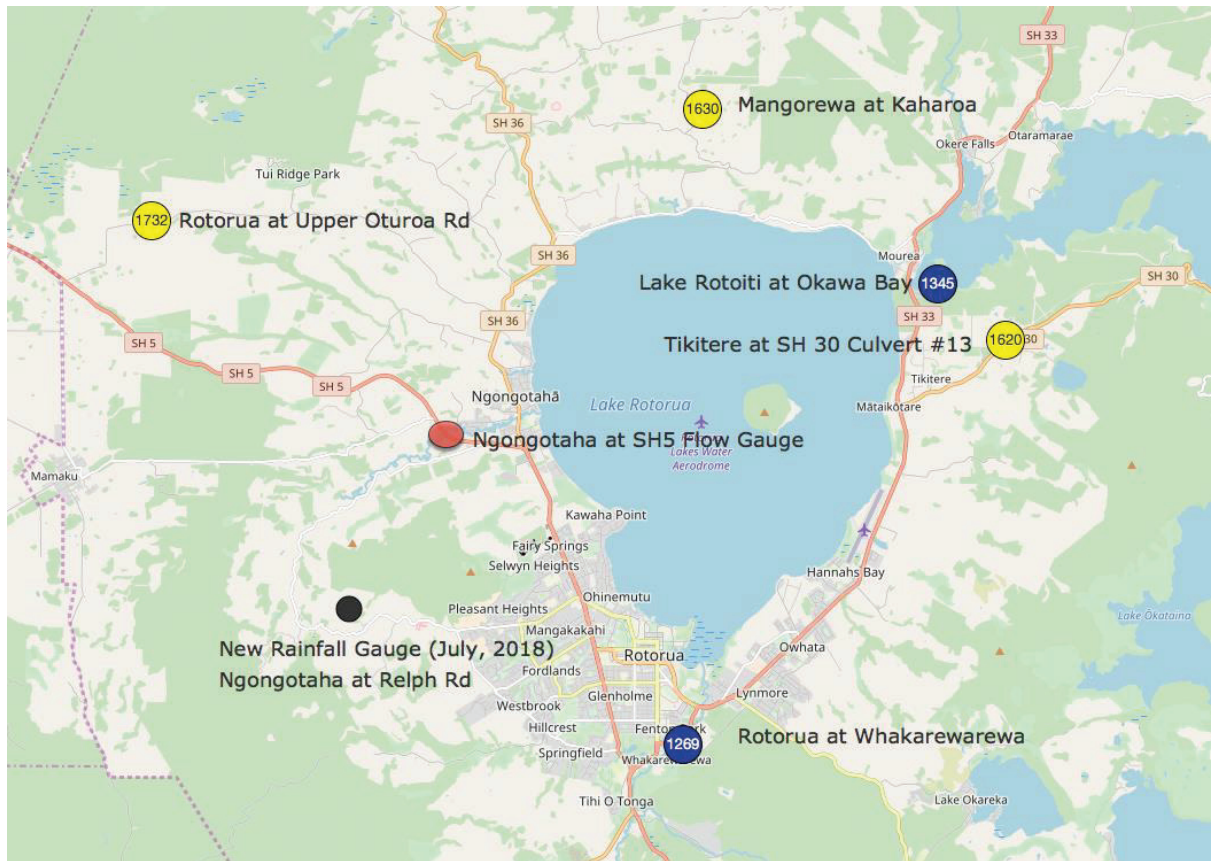 SH 33
1630
Mangorewa at Kaharoa
SH 36
Otaramarae
Okere Falls
Tui Ridge Park
1732
Rotorua at Upper Oturoa Rd
SH 36
Mourea
Lake Rotoiti at Okawa Bay
1345
SH 30
SH 33
SH 36
SH 5
Tikitere at SH 30 Culvert #13
1620
30
SH 5
SH 5
Tikitere
Ngongotahā
Lake Rotorua
Mātaikōtare
Ngongotaha at SH5 Flow Gauge
Lakes Water
Aerodrome
Mamaku
Kawaha Point
Fairy Springs
Selwyn Heights
Hannahs Bay
Ohinemutu
Pleasant Heights
Lake Ōkataina
Mangakakahi
New Rainfall Gauge (July, 2018)
Ngongotaha at Relph Rd
Rotorua
Owhata
Fordlands
Glenholme
Lynmore
Westbrook
Hillcrest
1269
Rotorua at Whakarewarewa
Springfield
Tihi O Tonga
Lake Okareka